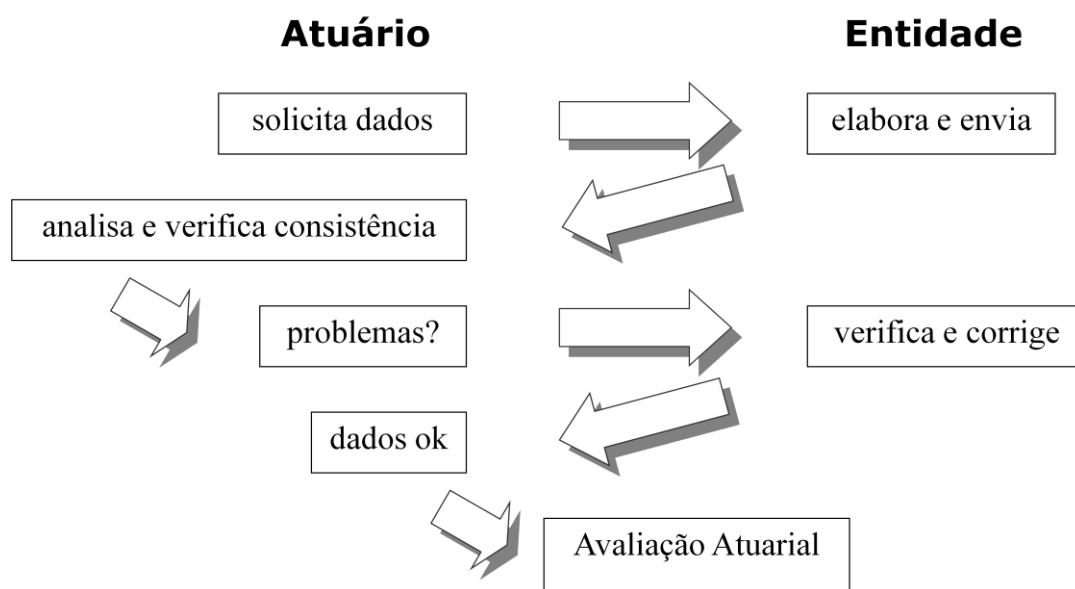 Atuário
Entidade
solicita dados
elabora e envia
analisa e verifica consistência
problemas?
verifica e corrige
dados ok
Avaliação Atuarial